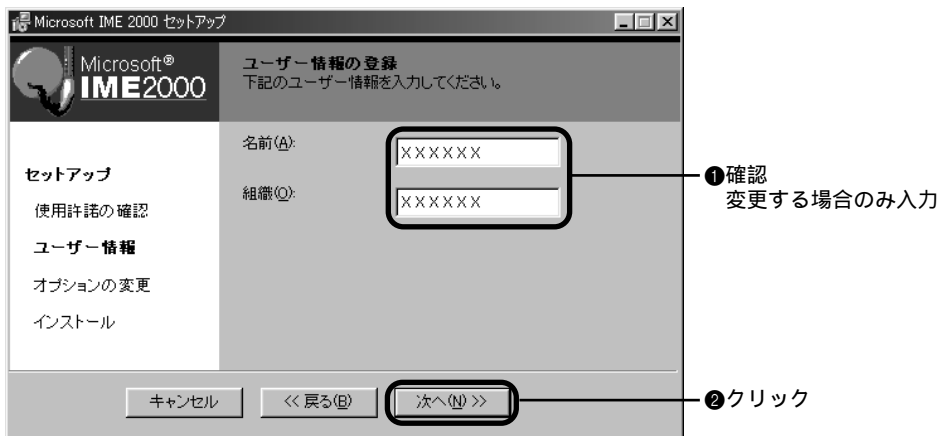 Microsoft IME 2000 セットアップ
Microsoft®
IME2000
ユーザー情報の登録
下記のユーザー情報を入力してください。
名前(A):
XXXXXX
組織(O):
XXXXXX
セットアップ
使用許諾の確認
ユーザー情報
オプションの変更
インストール
❶確認
変更する場合のみ入力
キャンセル
<< 戻る(B)
次へ(N) >>
❷クリック